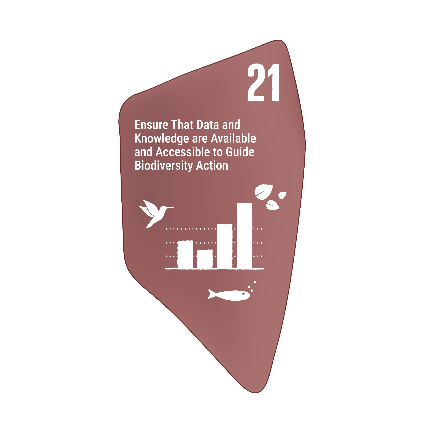 21
Ensure That Data and
Knowledge are Available
and Accessible to Guide
Biodiversity Action